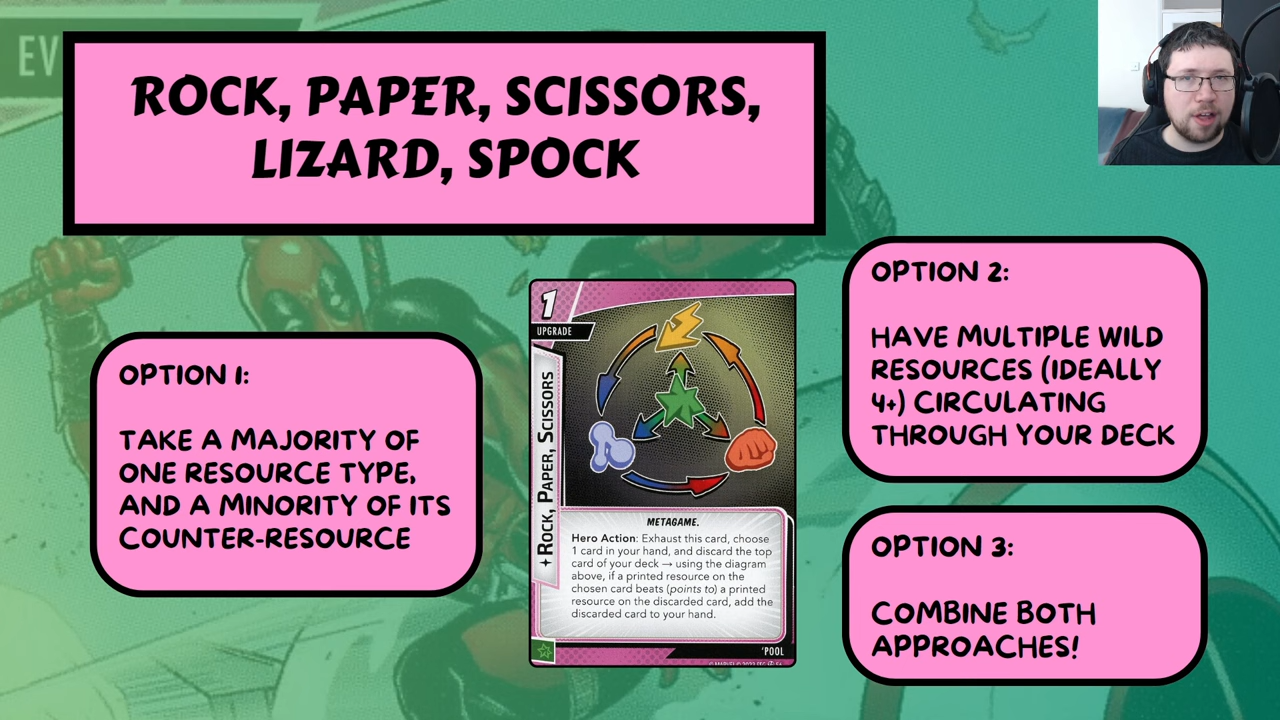 EV
ROCK, PAPER, SCISSORS,
LIZARD, SPOCK
OPTION 1:
TAKE A MAJORITY OF
ONE RESOURCE TYPE,
AND A MINORITY OF ITS
COUNTER-RESOURCE
1
UPGRADE
ROCK, PAPER, SCISSORS
METAGAME.
Hero Action: Exhaust this card, choose
1 card in your hand, and discard the top
card of your deck → using the diagram
above, if a printed resource on the
chosen card beats (points to) a printed
resource on the discarded card, add the
discarded card to your hand.
'POOL
OPTION 2:
HAVE MULTIPLE WILD
RESOURCES (IDEALLY
4+) CIRCULATING
THROUGH YOUR DECK
OPTION 3:
COMBINE BOTH
APPROACHES!